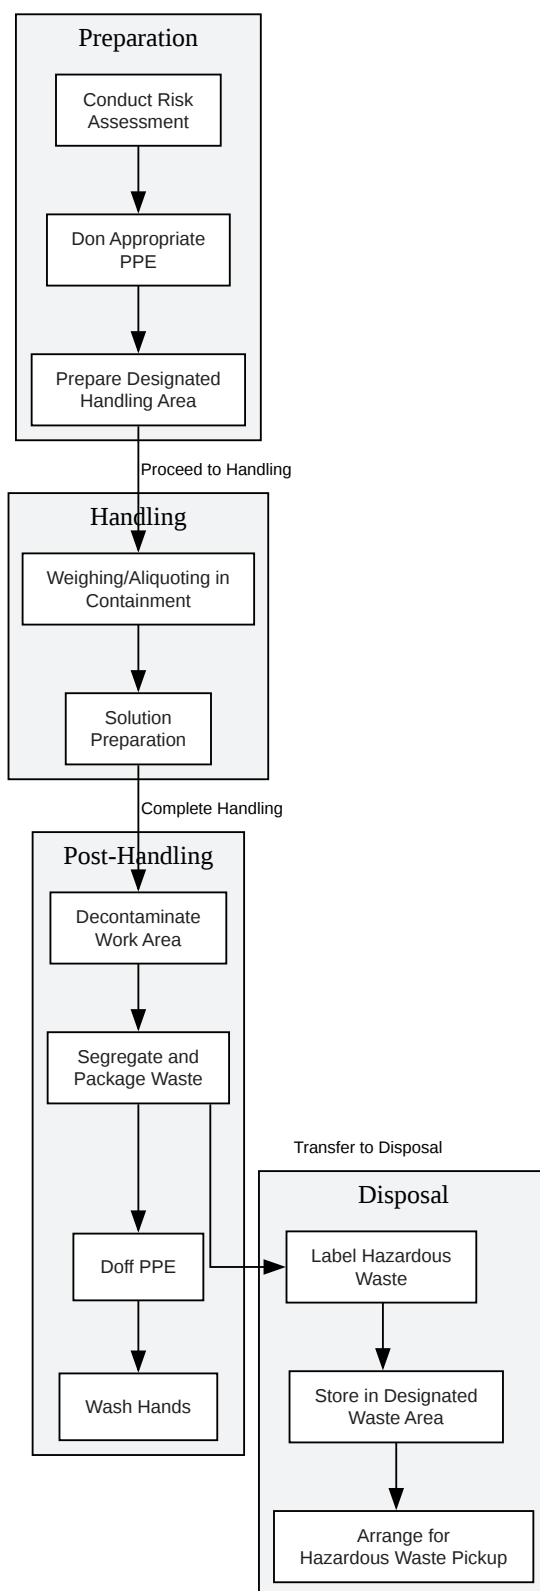 Preparation
Conduct Risk
Assessment
Don Appropriate
PPE
Prepare Designated
Handling Area
Proceed to Handling
Handling
Weighing/Aliquoting in
Containment
Solution
Preparation
Complete Handling
Post-Handling
Decontaminate
Work Area
Segregate and
Package Waste
Transfer to Disposal
Disposal
Doff PPE
Label Hazardous
Waste
Wash Hands
Store in Designated
Waste Area
Arrange for
Hazardous Waste Pickup